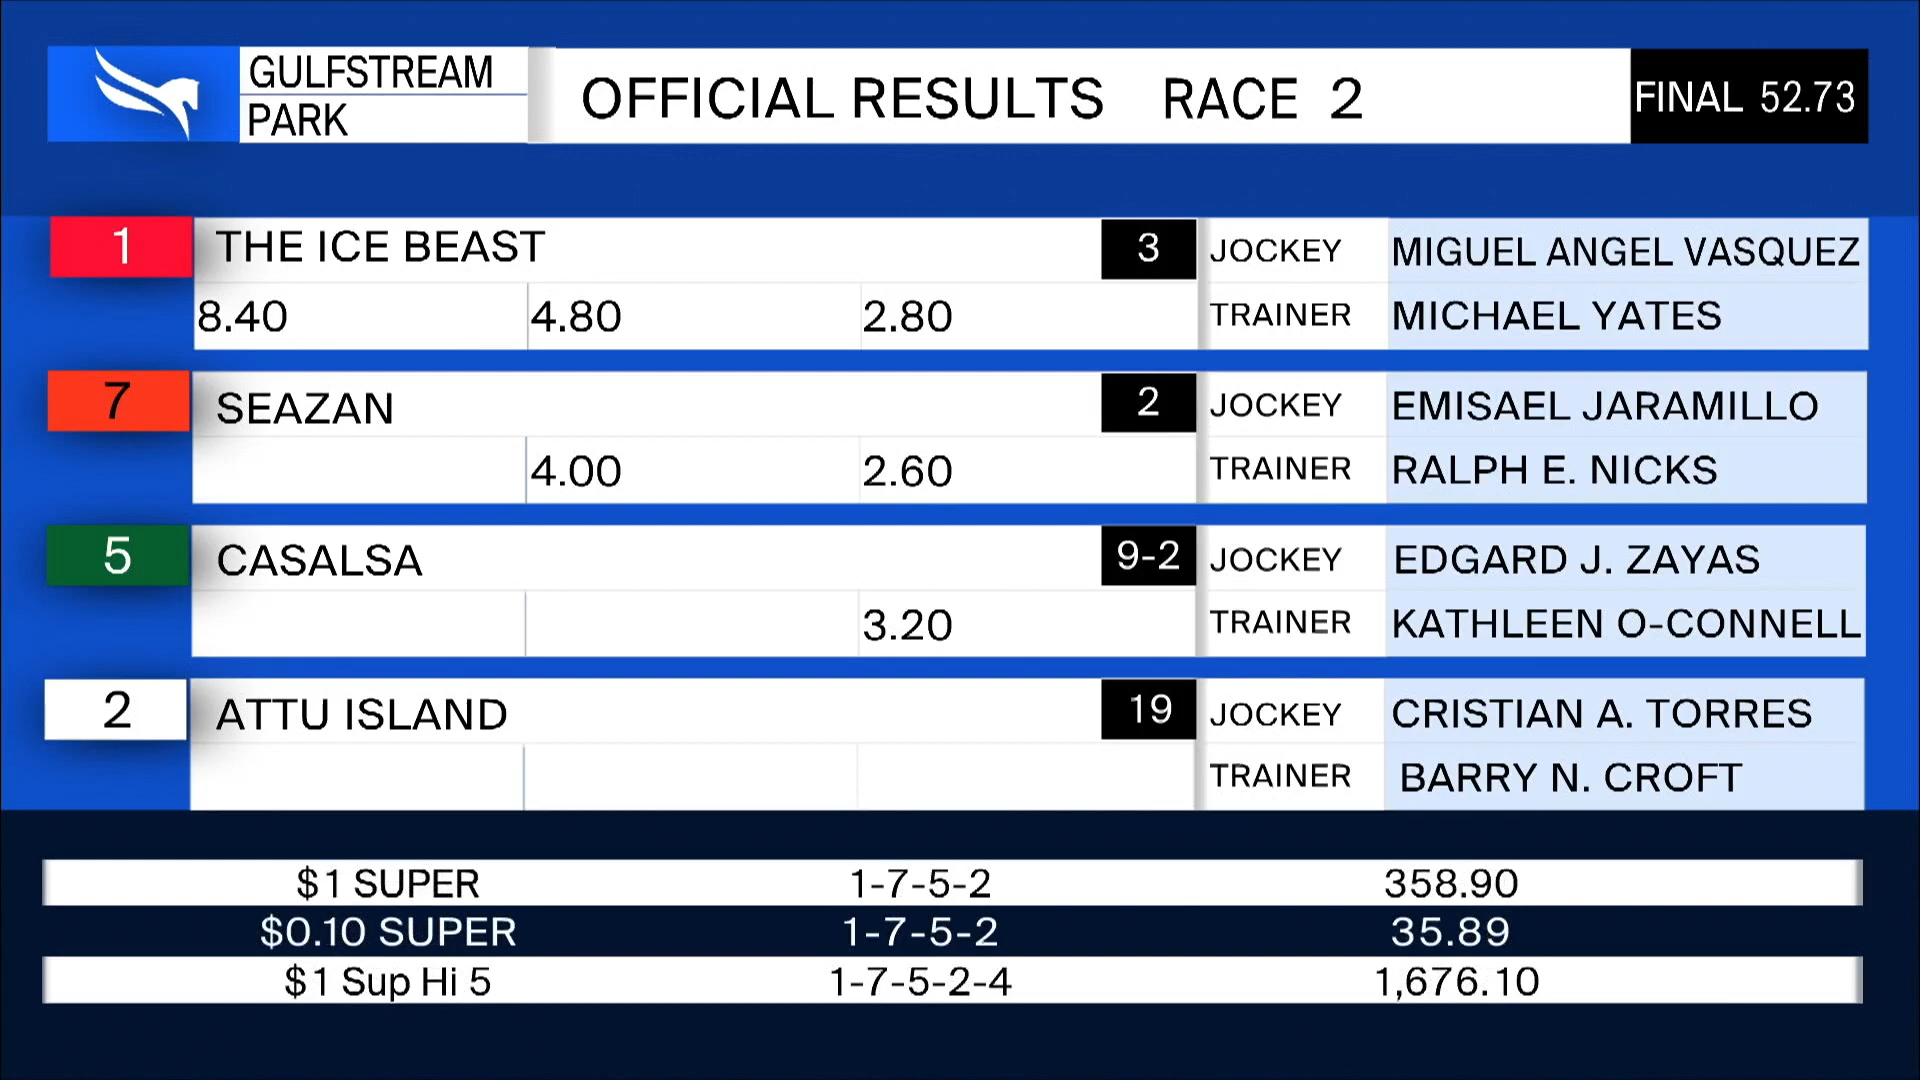 GULFSTREAM
PARK
OFFICIAL RESULTS RACE 2
FINAL 52.73
1 THE ICE BEAST 3 JOCKEY MIGUEL ANGEL VASQUEZ
8.40 4.80 2.80 TRAINER MICHAEL YATES
7 SEAZAN 2 JOCKEY EMISAEL JARAMILLO
4.00 2.60 TRAINER RALPH E. NICKS
5 CASALSA 9-2 JOCKEY EDGARD J. ZAYAS
3.20 TRAINER KATHLEEN O-CONNELL
2 ATTU ISLAND 19 JOCKEY CRISTIAN A. TORRES
TRAINER BARRY N. CROFT
$1 SUPER 1-7-5-2 358.90
$0.10 SUPER 1-7-5-2 35.89
$1 Sup Hi 5 1-7-5-2-4 1,676.10